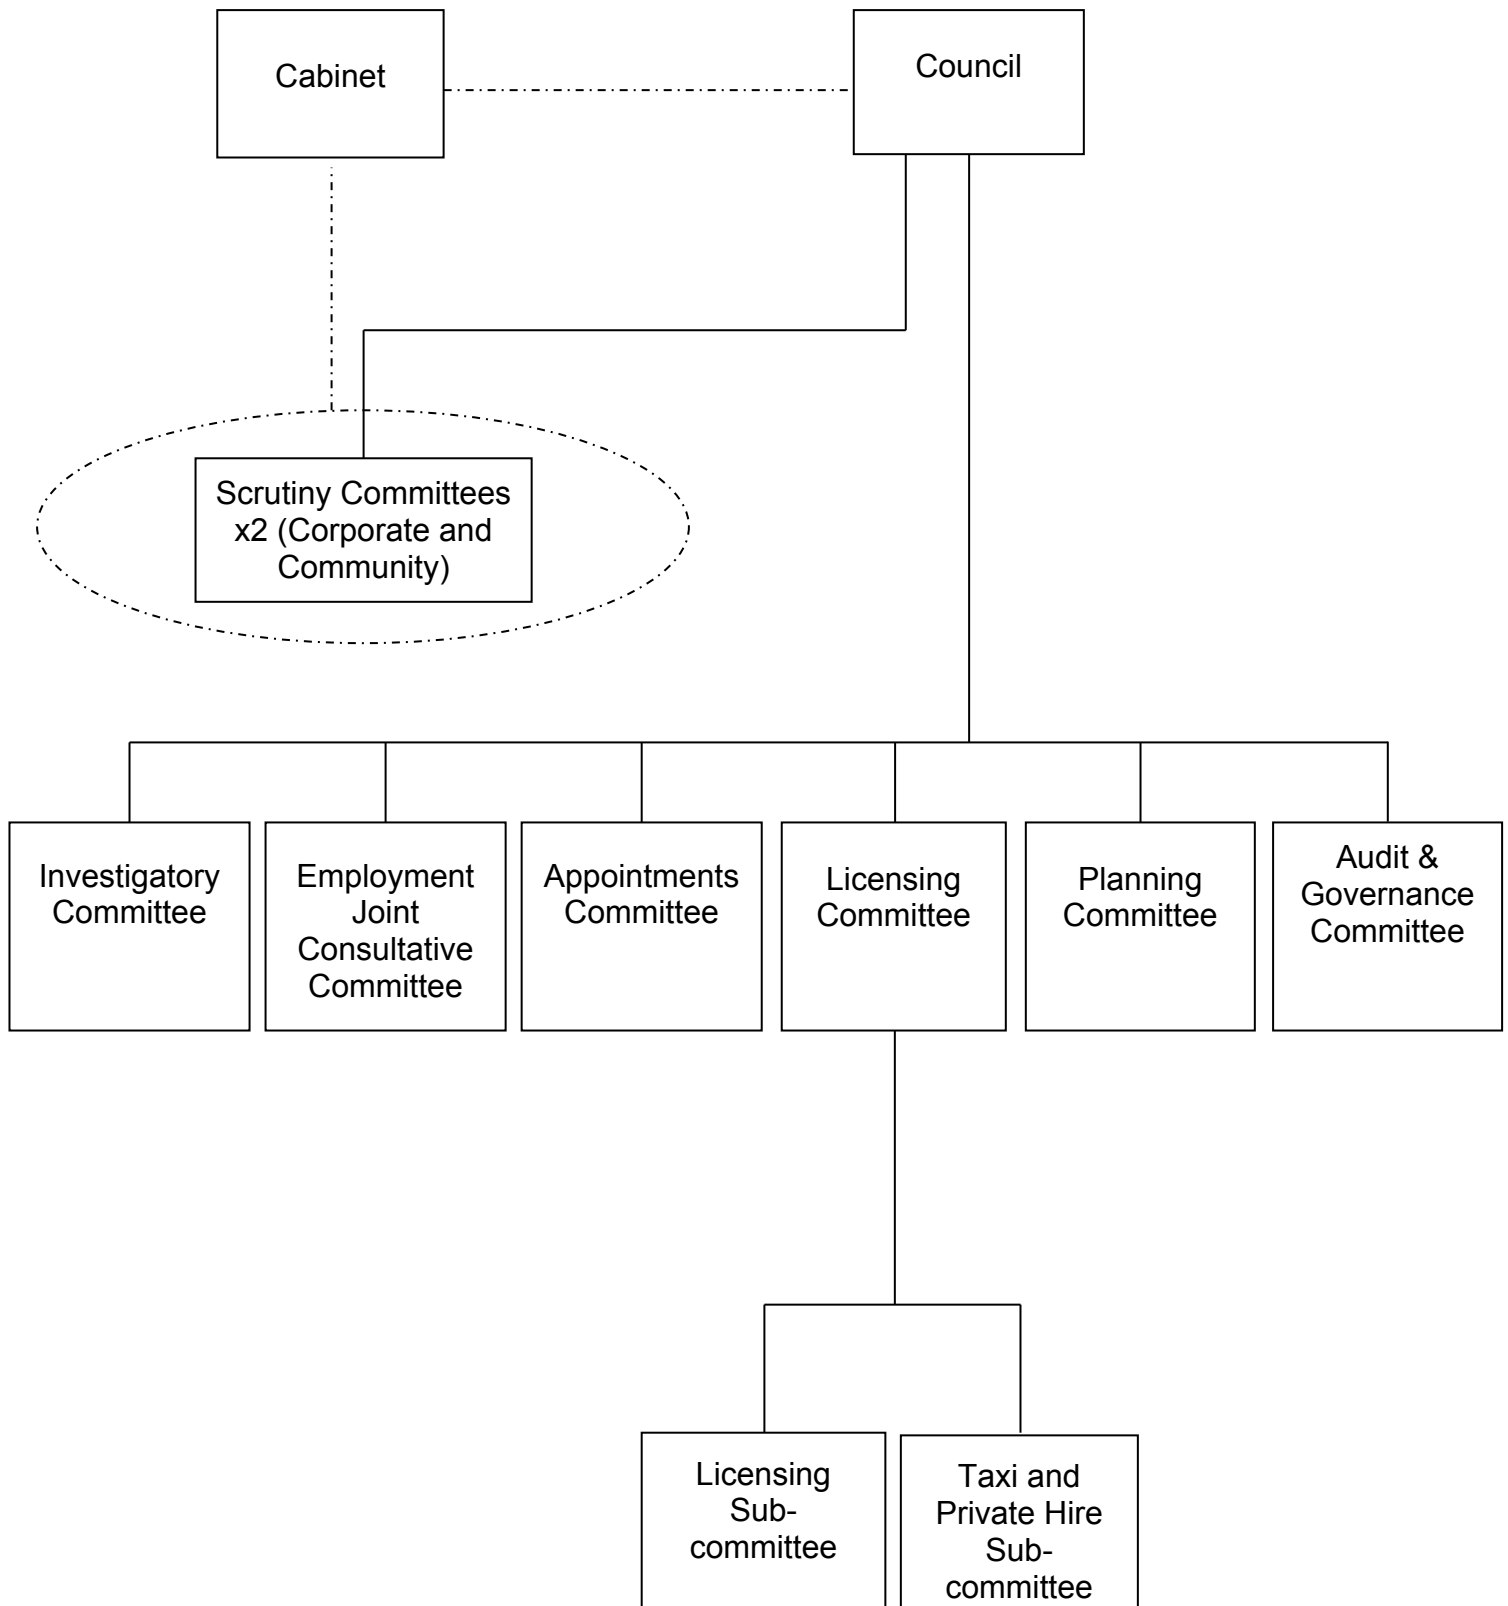 Cabinet
Council
Scrutiny Committees
x2 (Corporate and
Community)
Investigatory
Committee
Employment
Joint
Consultative
Committee
Appointments
Committee
Licensing
Committee
Planning
Committee
Audit &
Governance
Committee
Licensing
Sub-
committee
Taxi and
Private Hire
Sub-
committee